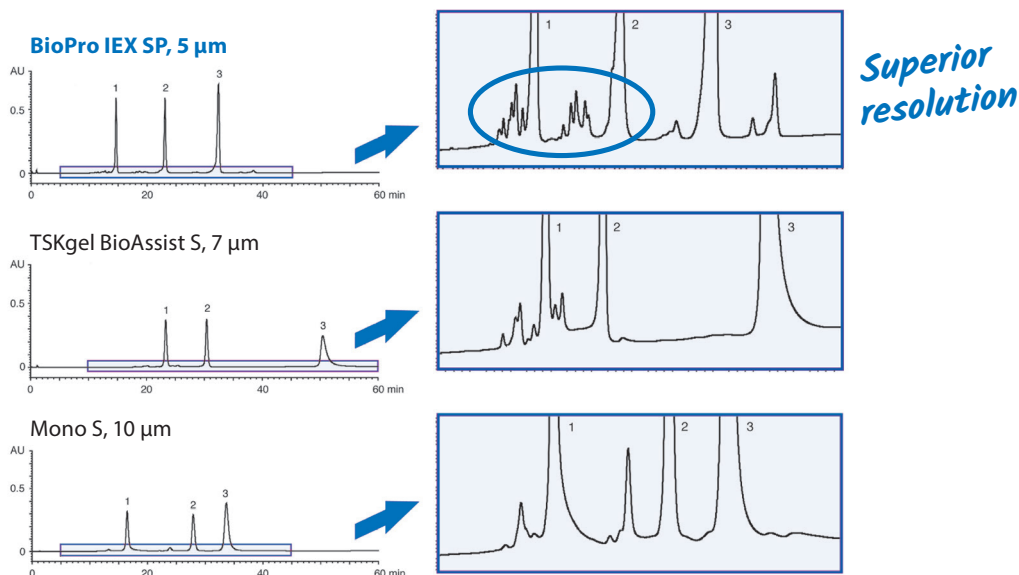 BioPro IEX SP, 5 µm
AU
0.5
0
1
2
3
0 20 40 60 min
1 2 3
Superior
resolution
TSKgel BioAssist S, 7 µm
AU
0.5
0
1
2
3
0 20 40 60 min
1 2 3
Mono S, 10 µm
AU
0.5
0
1
2
3
0 20 40 60 min
1 2 3